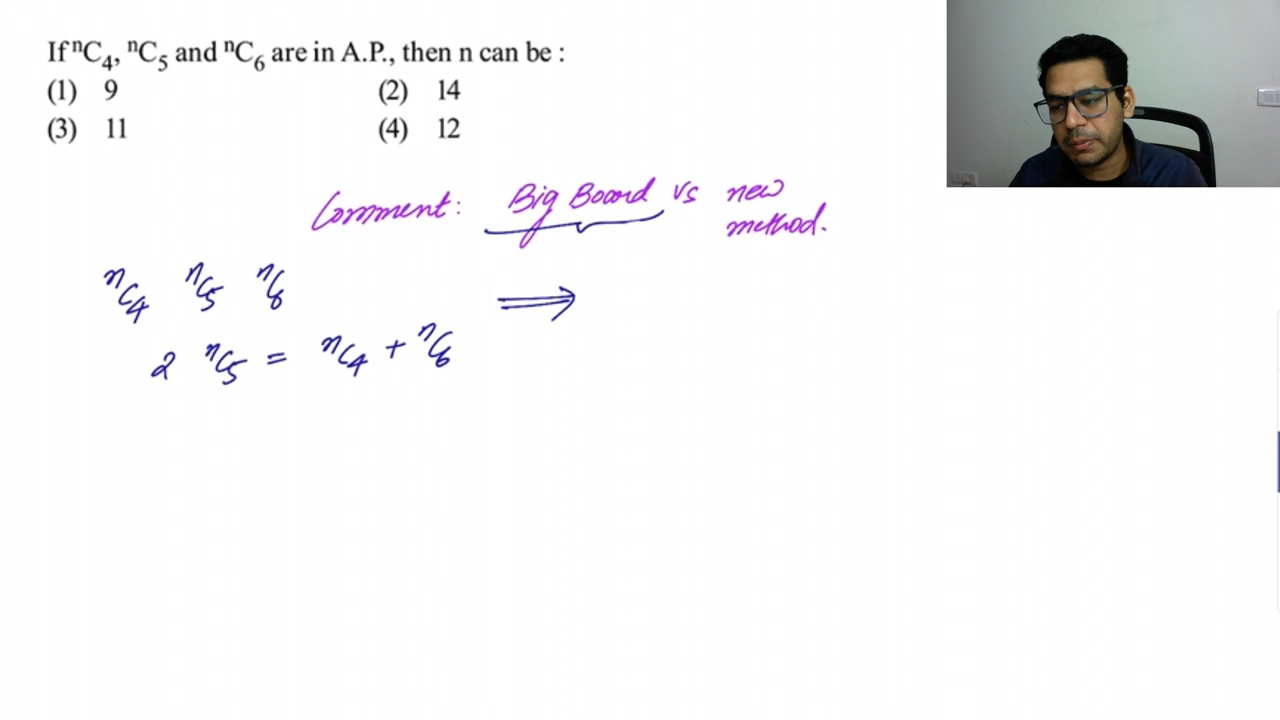 If ⁿC₄, ⁿC₅ and ⁿC₆ are in A.P., then n can be :
(1) 9 (2) 14
(3) 11 (4) 12
Comment: Big Board vs new
method.
ⁿC₄ ⁿC₅ ⁿC₆ ⟹
2 ⁿC₅ = ⁿC₄ + ⁿC₆